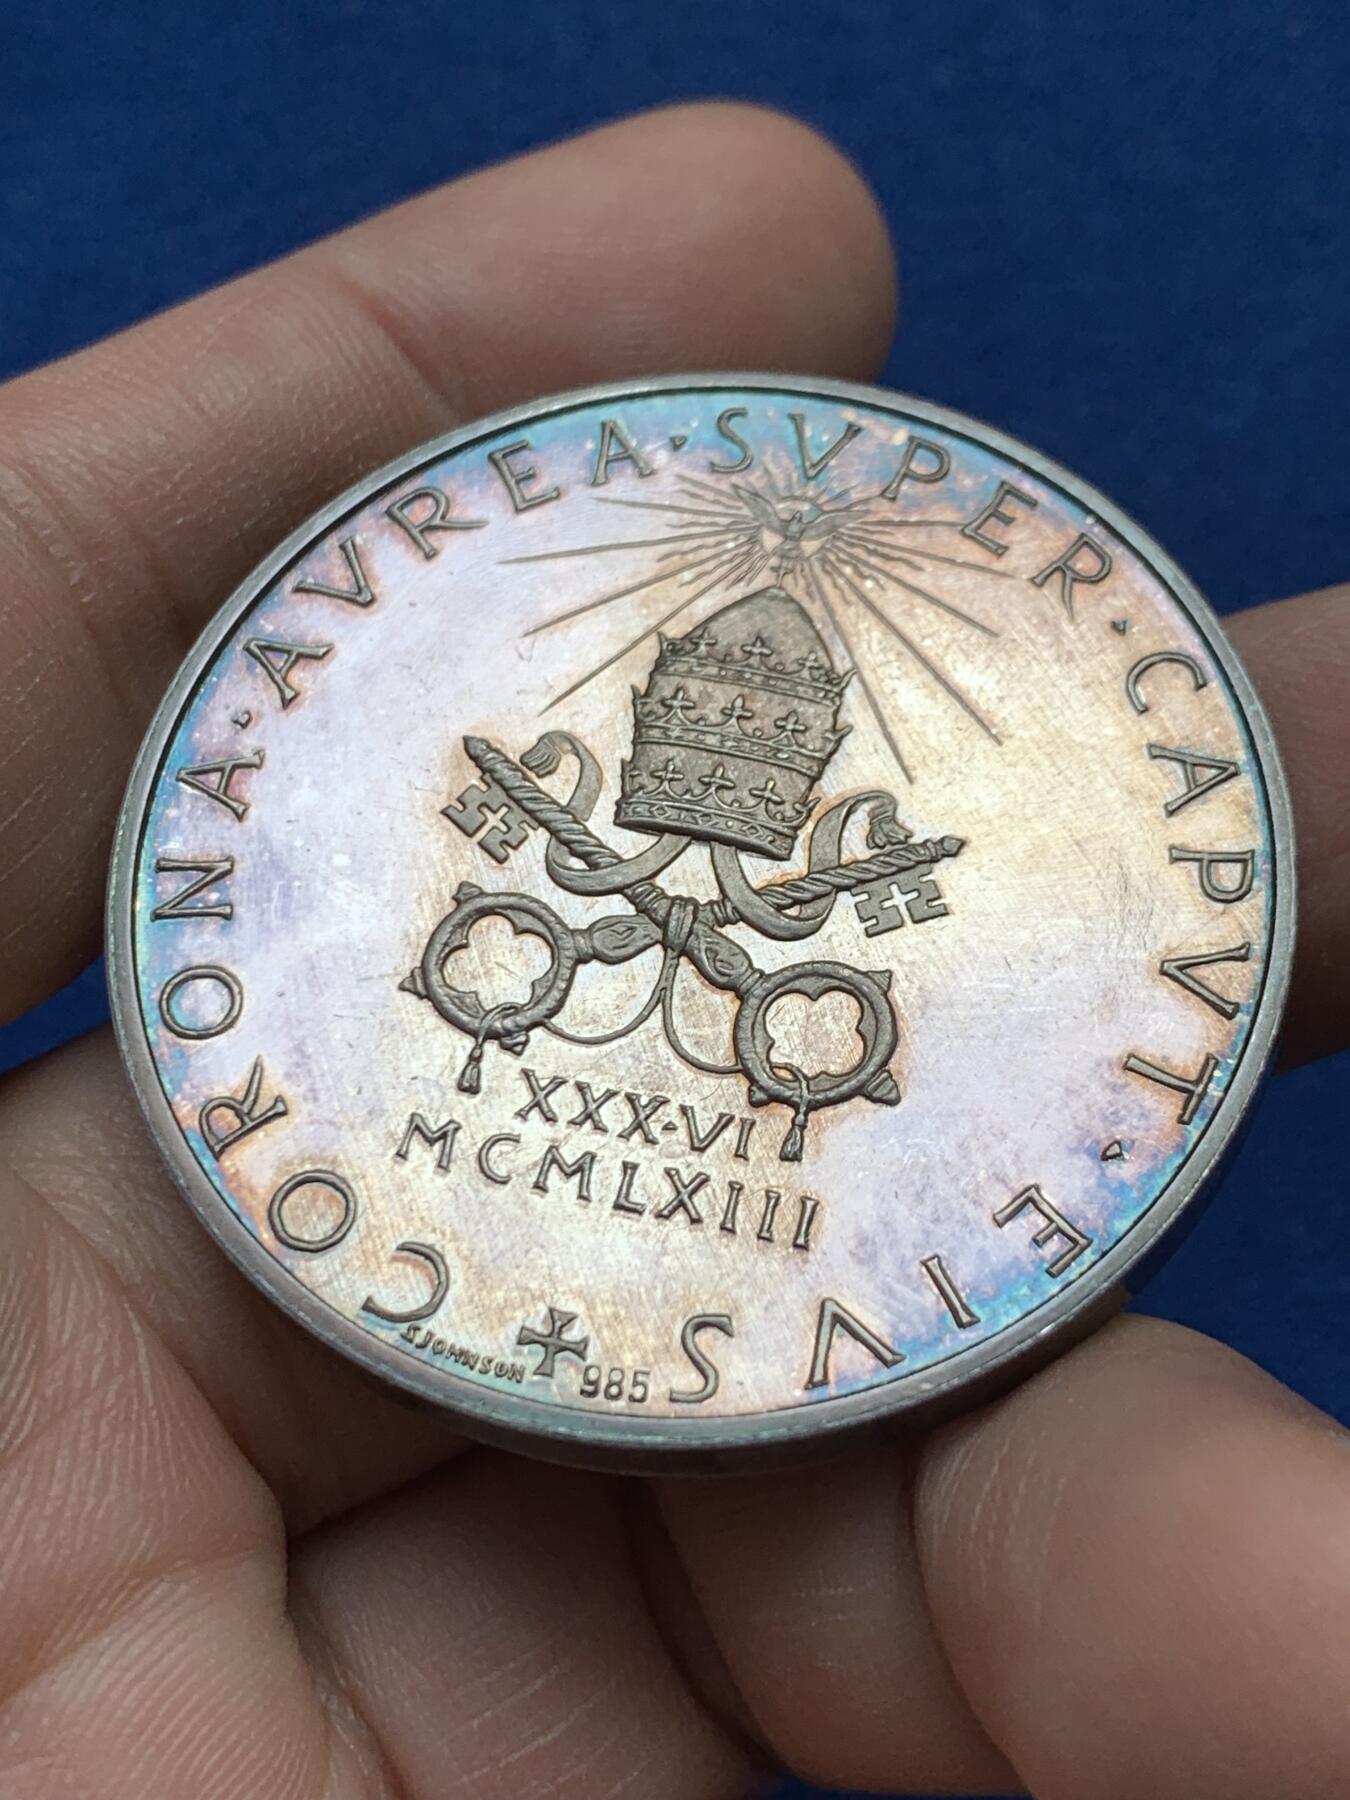 CORONA · AVREA · SVPER · CAPVT · EIVS
XXX·VI
MCMLXIII
S.JOHNSON
985